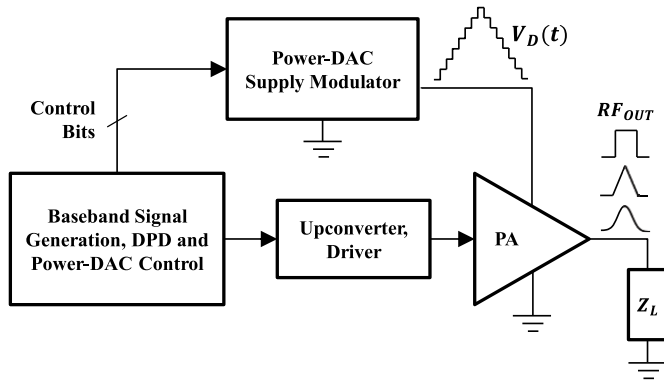 Power-DAC
Supply Modulator
V_D(t)
Control
Bits
RF_OUT
Baseband Signal
Generation, DPD and
Power-DAC Control
Upconverter,
Driver
PA
Z_L